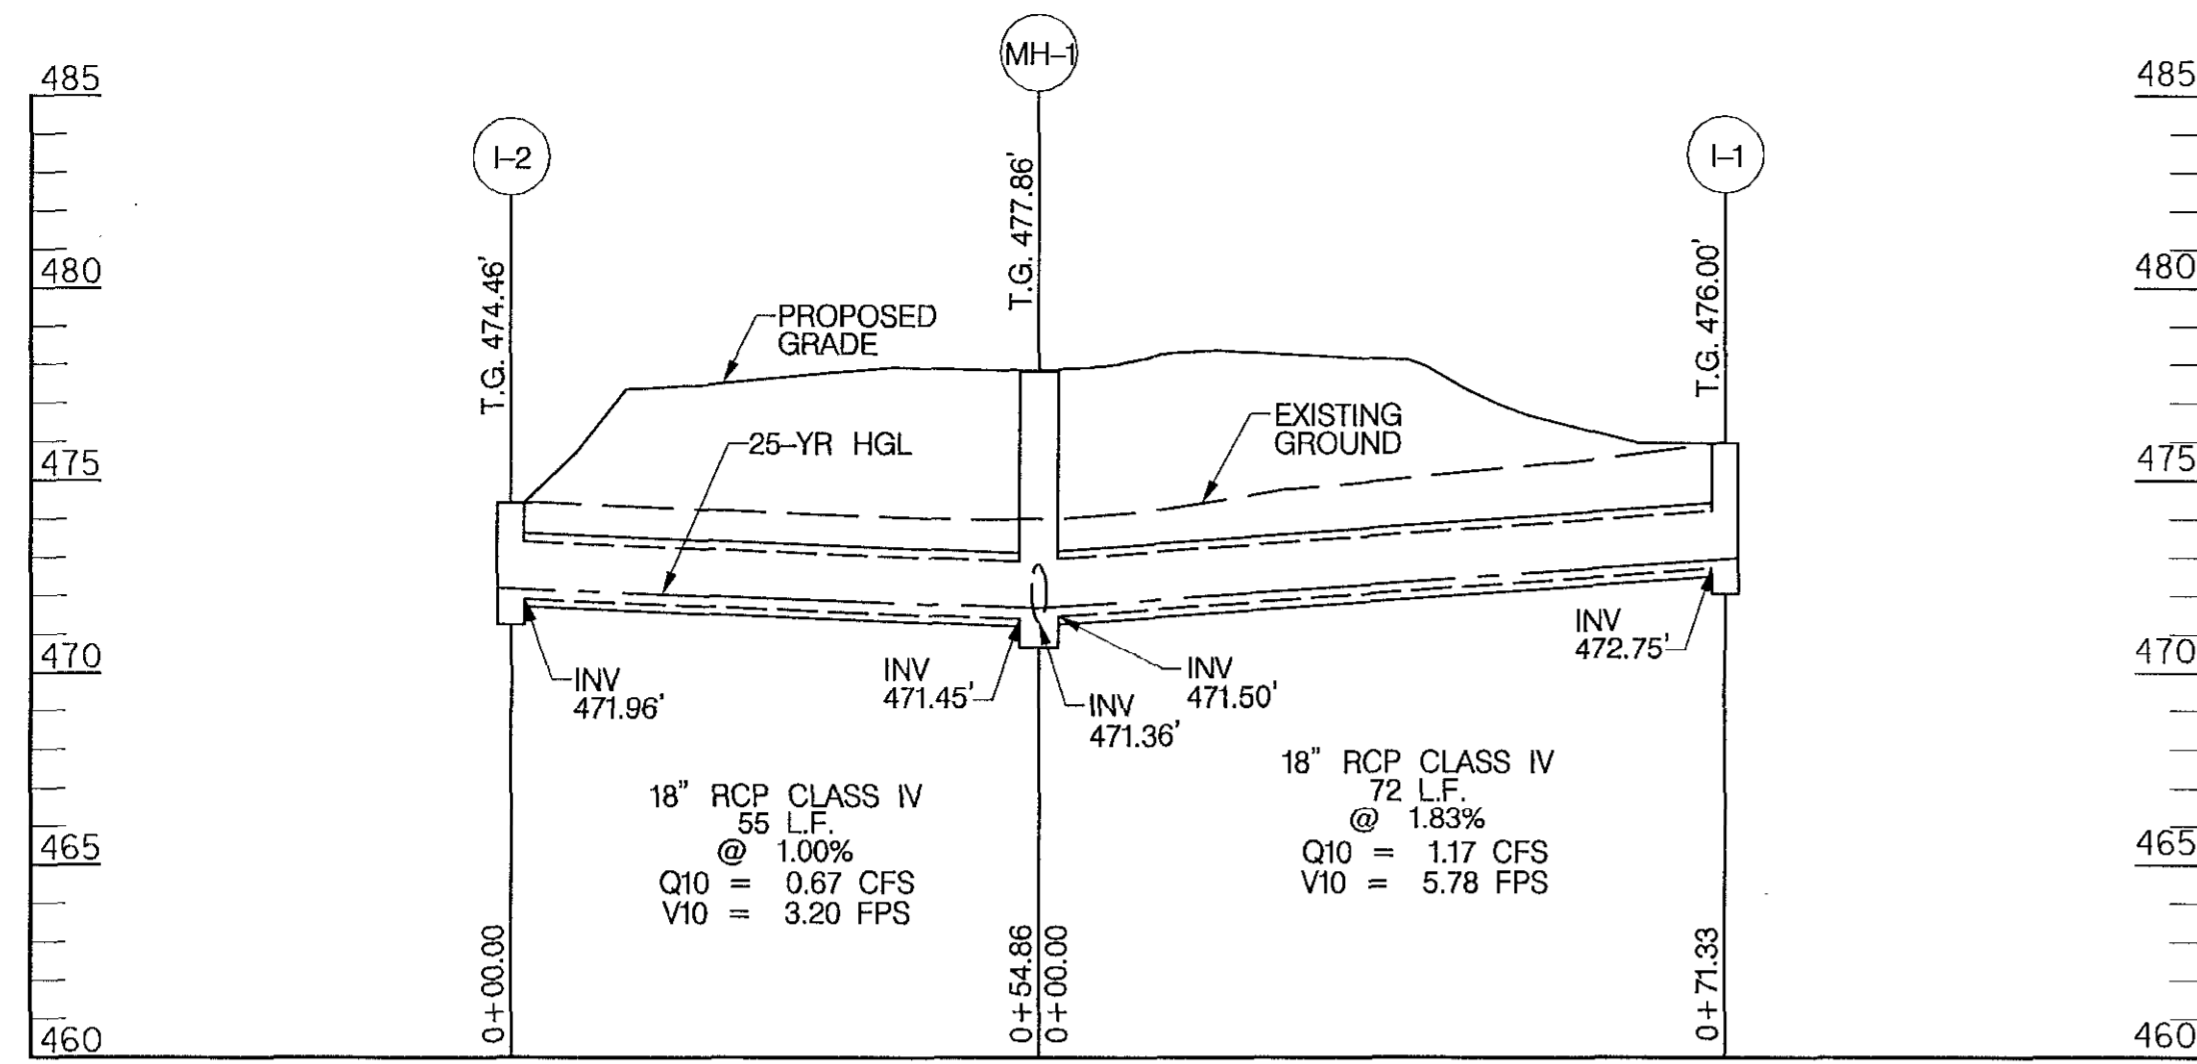 MH-1
485
485
I-2
I-1
T.G. 474.46'
T.G. 477.86'
T.G. 476.00'
480
480
PROPOSED
GRADE
EXISTING
GROUND
25-YR HGL
475
475
INV
471.96'
INV
471.45'
INV
471.36'
INV
471.50'
INV
472.75'
470
470
18" RCP CLASS IV
55 L.F.
@ 1.00%
Q10 = 0.67 CFS
V10 = 3.20 FPS
18" RCP CLASS IV
72 L.F.
@ 1.83%
Q10 = 1.17 CFS
V10 = 5.78 FPS
465
465
0+00.00
0+54.86
0+00.00
0+71.33
460
460